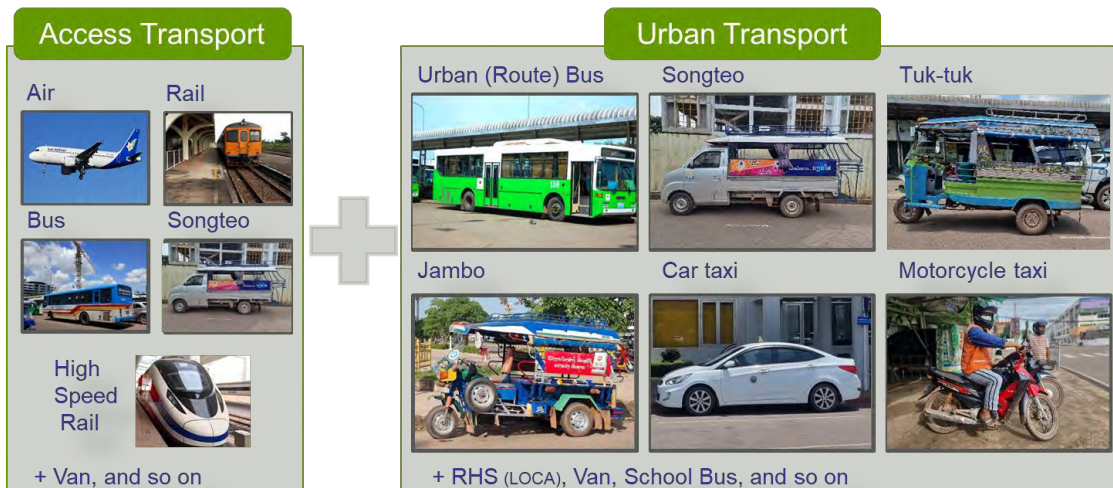 Access Transport
Air
Rail
Bus
Songteo
High
Speed
Rail
+ Van, and so on
Urban Transport
Urban (Route) Bus
Songteo
Tuk-tuk
Jambo
Car taxi
Motorcycle taxi
+ RHS (LOCA), Van, School Bus, and so on